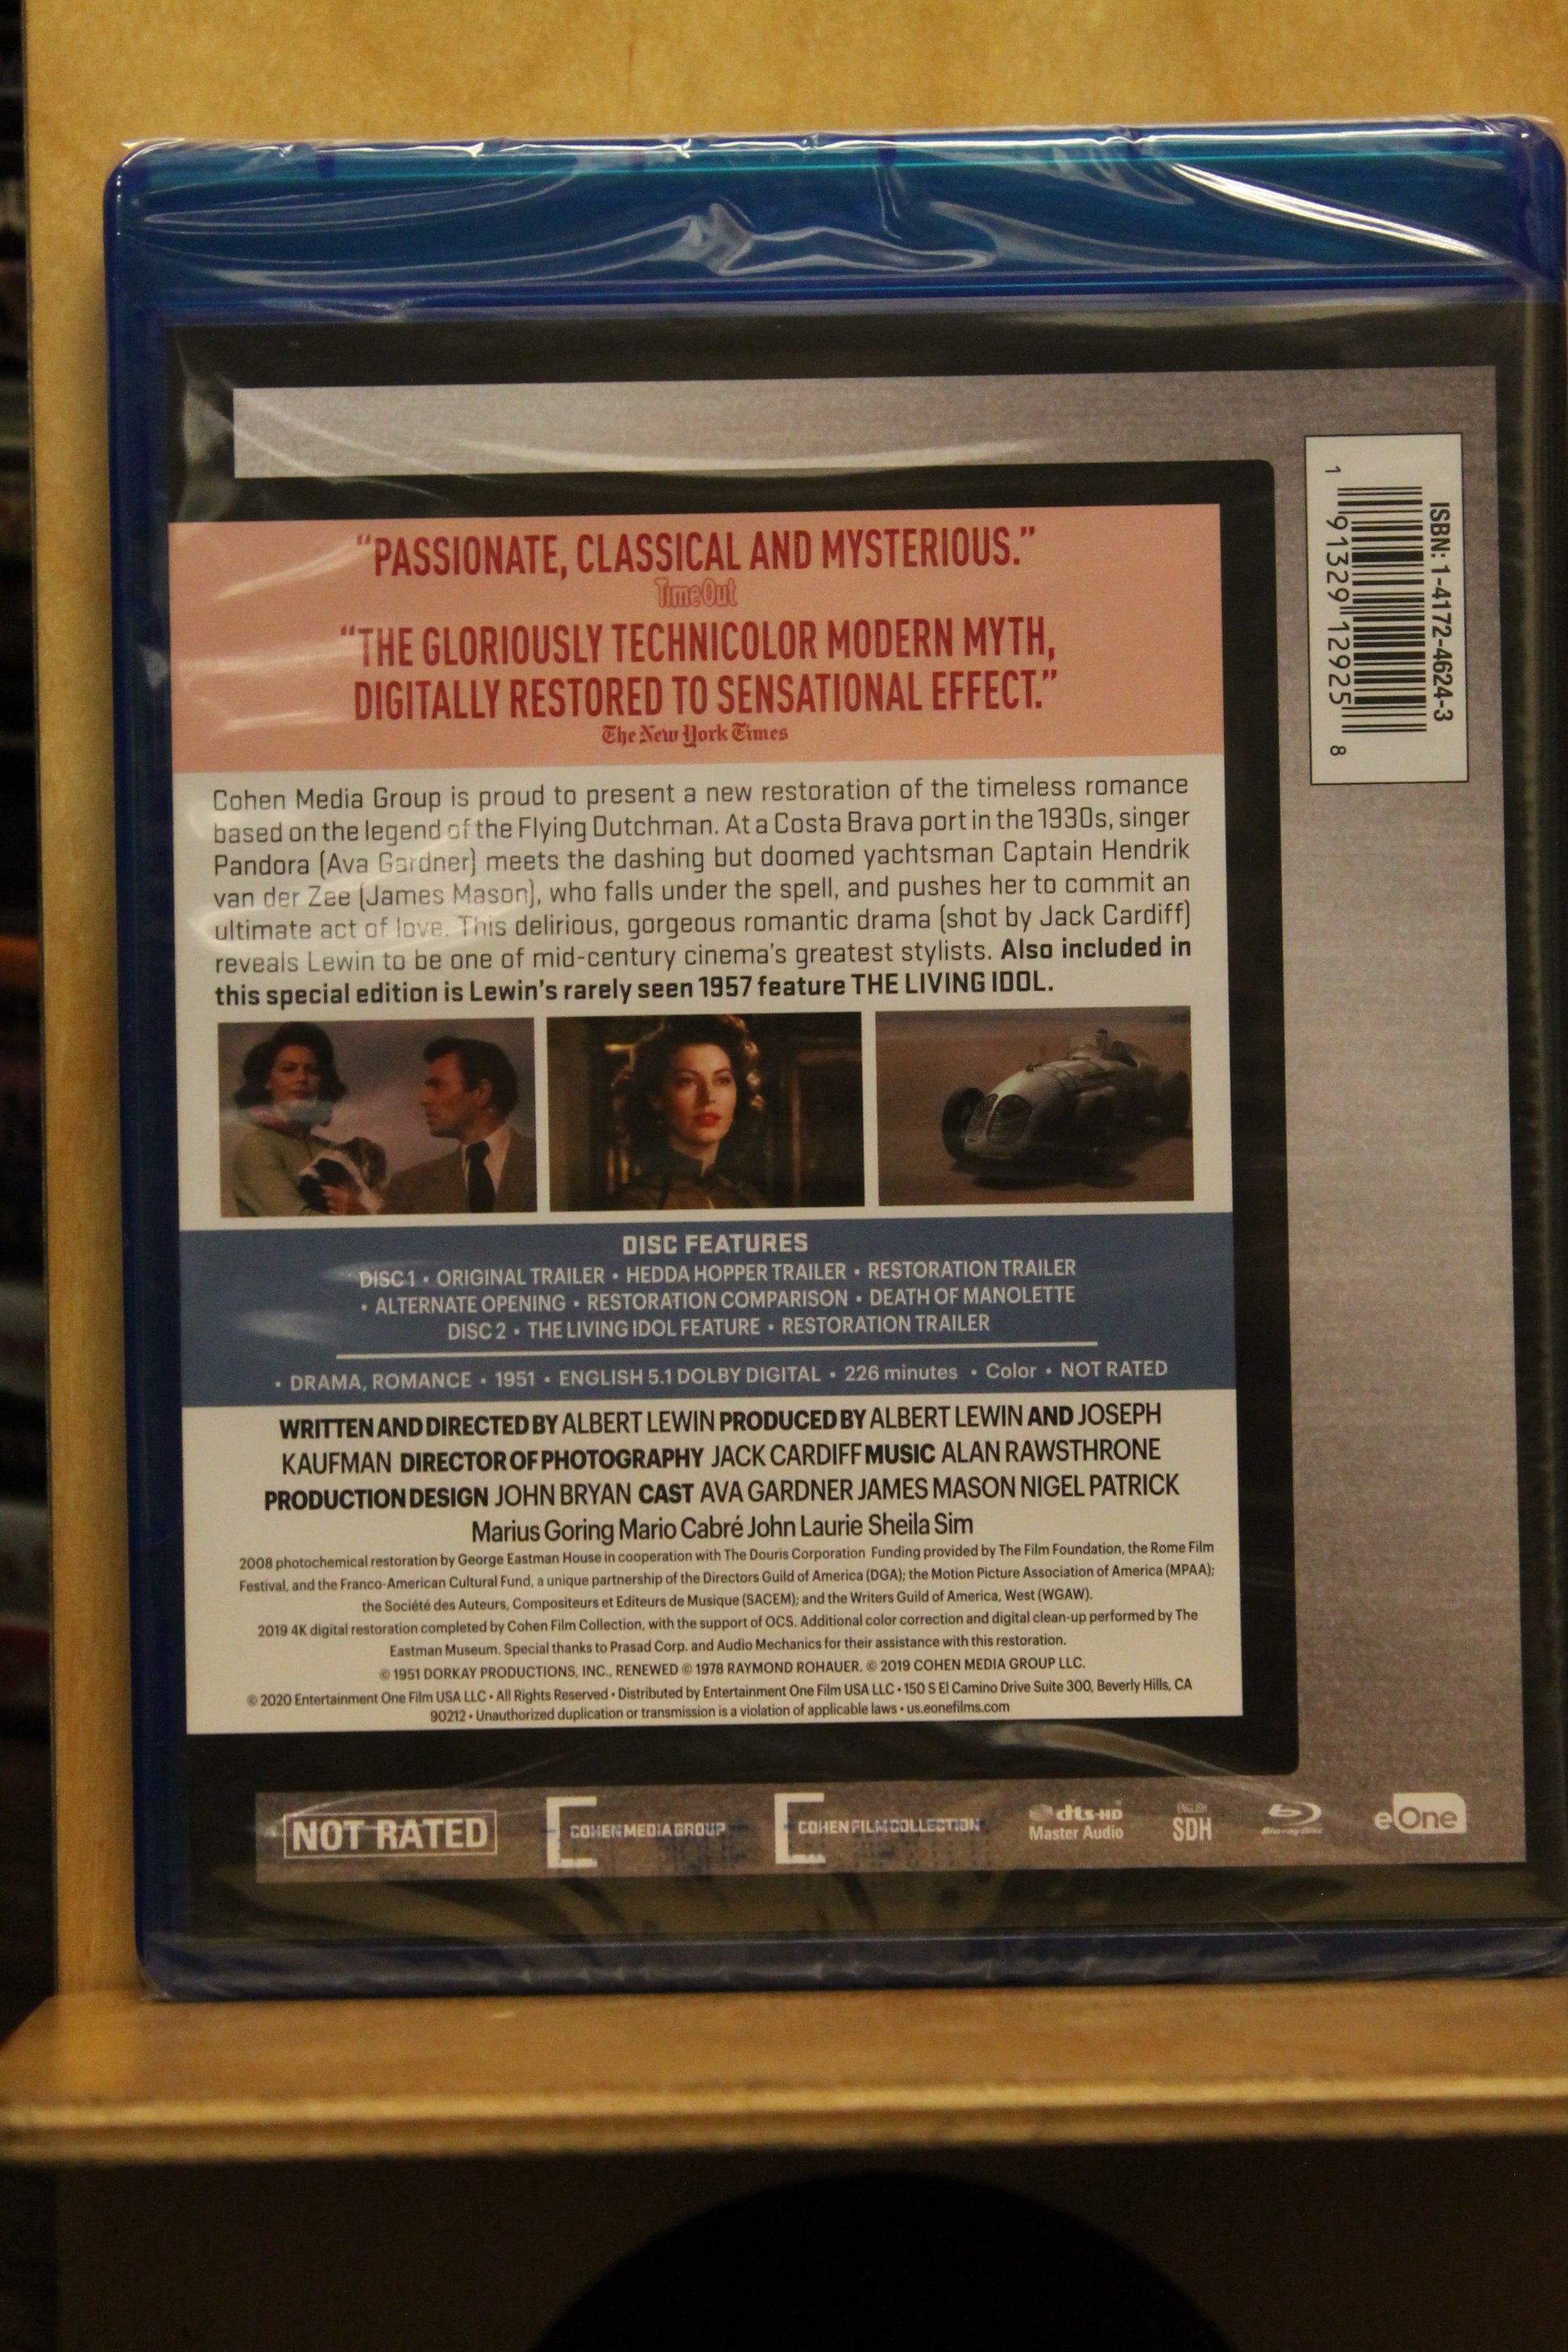 “PASSIONATE, CLASSICAL AND MYSTERIOUS.”
TimeOut
“THE GLORIOUSLY TECHNICOLOR MODERN MYTH,
DIGITALLY RESTORED TO SENSATIONAL EFFECT.”
The New York Times
Cohen Media Group is proud to present a new restoration of the timeless romance
based on the legend of the Flying Dutchman. At a Costa Brava port in the 1930s, singer
Pandora (Ava Gardner) meets the dashing but doomed yachtsman Captain Hendrik
van der Zee (James Mason), who falls under the spell, and pushes her to commit an
ultimate act of love. This delirious, gorgeous romantic drama (shot by Jack Cardiff)
reveals Lewin to be one of mid-century cinema’s greatest stylists. Also included in
this special edition is Lewin’s rarely seen 1957 feature THE LIVING IDOL.
DISC FEATURES
DISC 1 • ORIGINAL TRAILER • HEDDA HOPPER TRAILER • RESTORATION TRAILER
• ALTERNATE OPENING • RESTORATION COMPARISON • DEATH OF MANOLETTE
DISC 2 • THE LIVING IDOL FEATURE • RESTORATION TRAILER
• DRAMA, ROMANCE • 1951 • ENGLISH 5.1 DOLBY DIGITAL • 226 minutes • Color • NOT RATED
WRITTEN AND DIRECTED BY ALBERT LEWIN PRODUCED BY ALBERT LEWIN AND JOSEPH
KAUFMAN DIRECTOR OF PHOTOGRAPHY JACK CARDIFF MUSIC ALAN RAWSTHRONE
PRODUCTION DESIGN JOHN BRYAN CAST AVA GARDNER JAMES MASON NIGEL PATRICK
Marius Goring Mario Cabré John Laurie Sheila Sim
2008 photochemical restoration by George Eastman House in cooperation with The Douris Corporation Funding provided by The Film Foundation, the Rome Film
Festival, and the Franco-American Cultural Fund, a unique partnership of the Directors Guild of America (DGA); the Motion Picture Association of America (MPAA);
the Société des Auteurs, Compositeurs et Editeurs de Musique (SACEM); and the Writers Guild of America, West (WGAW).
2019 4K digital restoration completed by Cohen Film Collection, with the support of OCS. Additional color correction and digital clean-up performed by The
Eastman Museum. Special thanks to Prasad Corp. and Audio Mechanics for their assistance with this restoration.
© 1951 DORKAY PRODUCTIONS, INC., RENEWED © 1978 RAYMOND ROHAUER. © 2019 COHEN MEDIA GROUP LLC.
© 2020 Entertainment One Film USA LLC • All Rights Reserved • Distributed by Entertainment One Film USA LLC • 150 S El Camino Drive Suite 300, Beverly Hills, CA
90212 • Unauthorized duplication or transmission is a violation of applicable laws • us.eonefilms.com
NOT RATED
COHEN MEDIA GROUP
COHEN FILM COLLECTION
dts-HD
Master Audio
ENGLISH
SDH
Blu-ray Disc
eOne
ISBN: 1-4172-4624-3
1 91329 12925 8